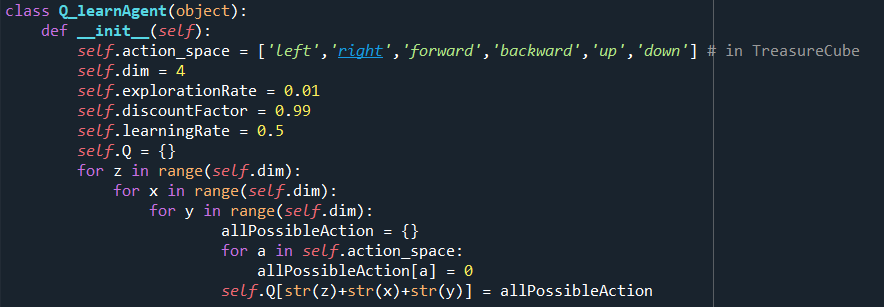 class Q_learnAgent(object):
    def __init__(self):
        self.action_space = ['left','right','forward','backward','up','down'] # in TreasureCube
        self.dim = 4
        self.explorationRate = 0.01
        self.discountFactor = 0.99
        self.learningRate = 0.5
        self.Q = {}
        for z in range(self.dim):
            for x in range(self.dim):
                for y in range(self.dim):
                        allPossibleAction = {}
                        for a in self.action_space:
                            allPossibleAction[a] = 0
                        self.Q[str(z)+str(x)+str(y)] = allPossibleAction